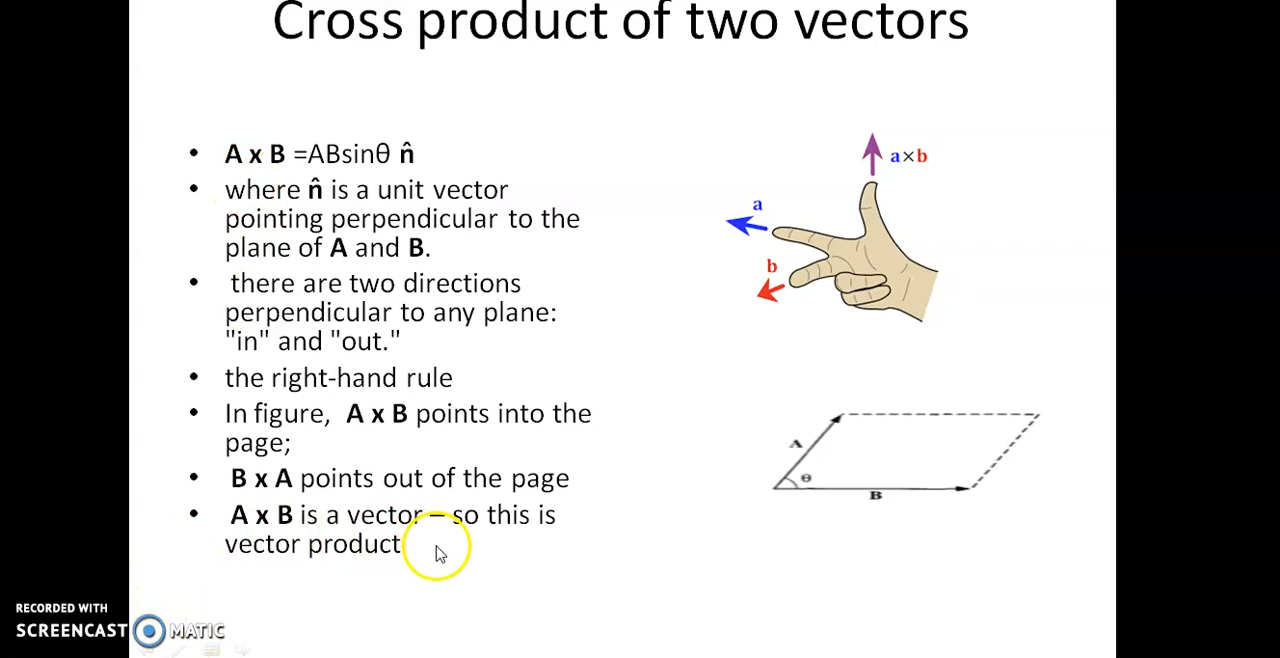 Cross product of two vectors
• A x B =ABsinθ n̂
• where n̂ is a unit vector
pointing perpendicular to the
plane of A and B.
• there are two directions
perpendicular to any plane:
"in" and "out."
• the right-hand rule
• In figure, A x B points into the
page;
• B x A points out of the page
• A x B is a vector – so this is
vector product
a×b
a
b
A
θ
B
RECORDED WITH
SCREENCAST MATIC